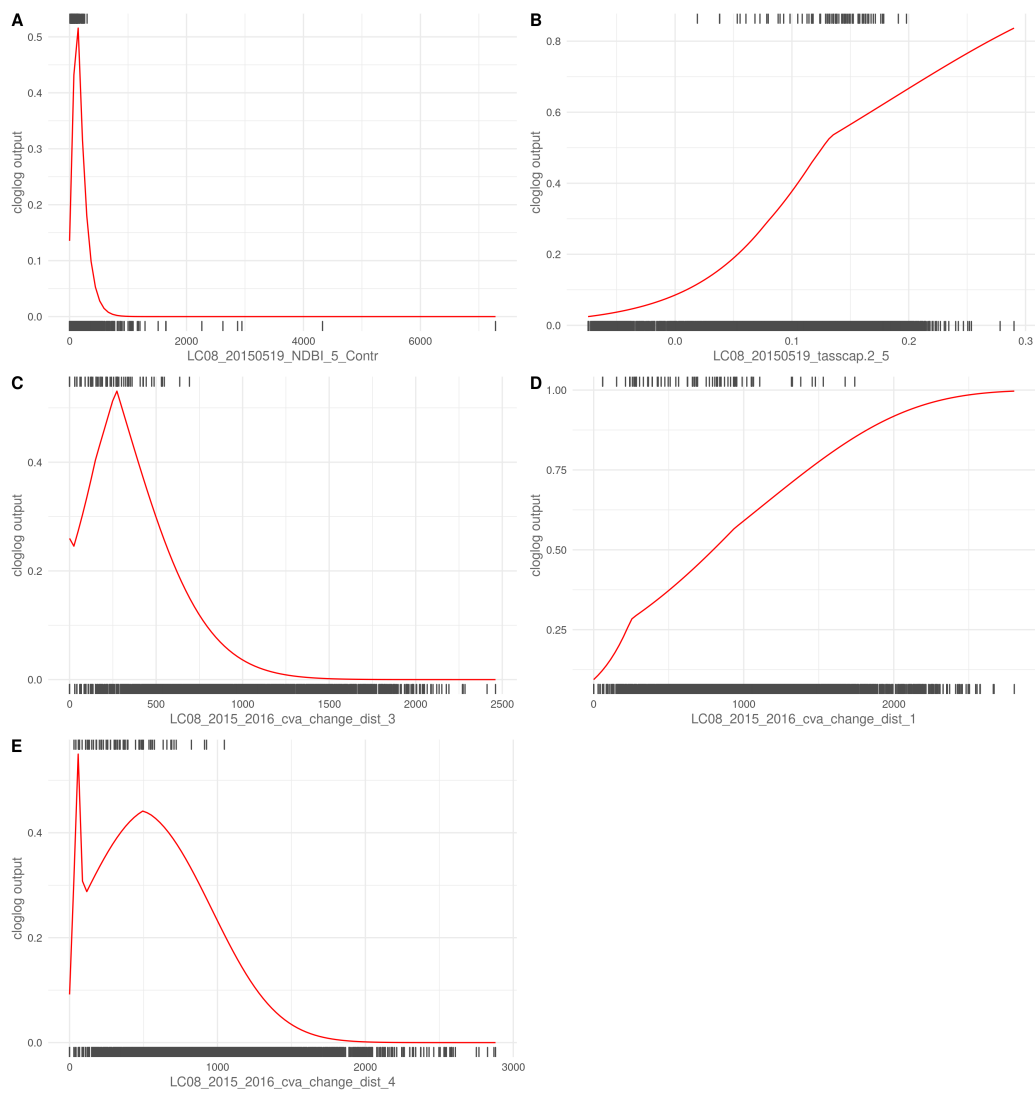 A
cloglog output
0.5
0.4
0.3
0.2
0.1
0.0
0 2000 4000 6000
LC08_20150519_NDBI_5_Contr
B
cloglog output
0.8
0.6
0.4
0.2
0.0
0.0 0.1 0.2 0.3
LC08_20150519_tasscap.2_5
C
cloglog output
0.4
0.2
0.0
0 500 1000 1500 2000 2500
LC08_2015_2016_cva_change_dist_3
D
cloglog output
1.00
0.75
0.50
0.25
0 1000 2000
LC08_2015_2016_cva_change_dist_1
E
cloglog output
0.4
0.2
0.0
0 1000 2000 3000
LC08_2015_2016_cva_change_dist_4